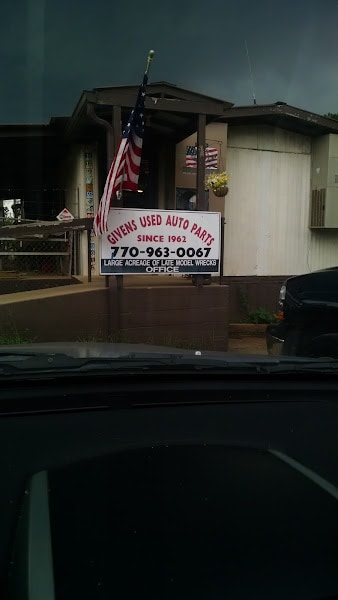 GIVENS USED AUTO PARTS
SINCE 1962
770-963-0067
LARGE ACREAGE OF LATE MODEL WRECKS
OFFICE